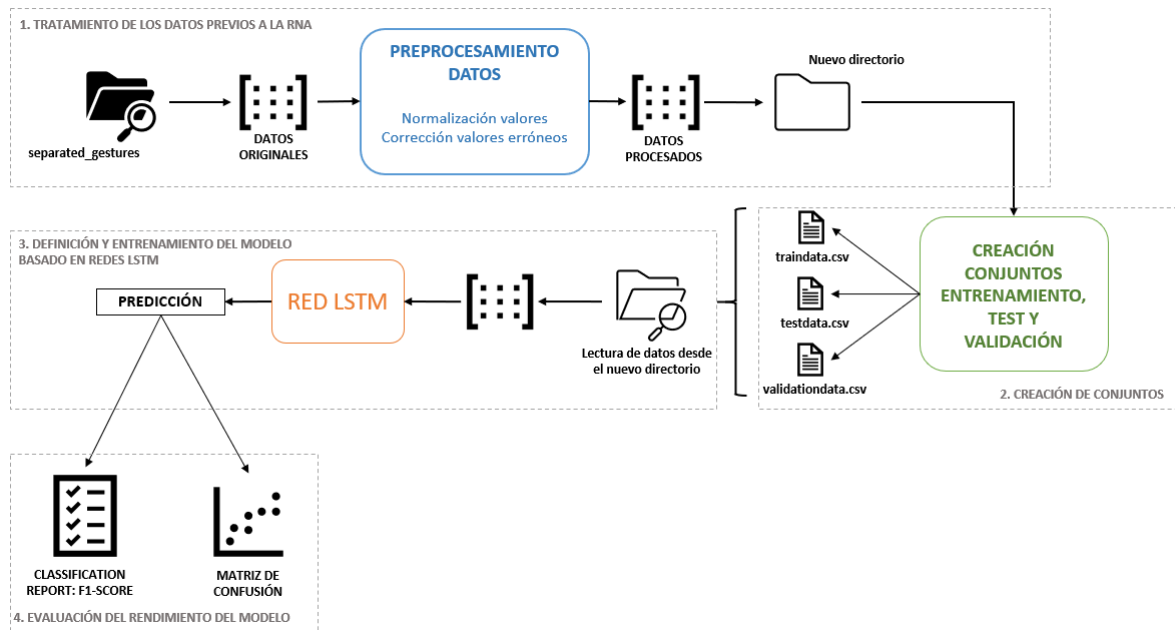 1. TRATAMIENTO DE LOS DATOS PREVIOS A LA RNA
separated_gestures
DATOS
ORIGINALES
PREPROCESAMIENTO
DATOS
Normalización valores
Corrección valores erróneos
DATOS
PROCESADOS
Nuevo directorio
CREACIÓN
CONJUNTOS
ENTRENAMIENTO,
TEST Y
VALIDACIÓN
traindata.csv
testdata.csv
validationdata.csv
2. CREACIÓN DE CONJUNTOS
3. DEFINICIÓN Y ENTRENAMIENTO DEL MODELO
BASADO EN REDES LSTM
Lectura de datos desde
el nuevo directorio
RED LSTM
PREDICCIÓN
CLASSIFICATION
REPORT: F1-SCORE
MATRIZ DE
CONFUSIÓN
4. EVALUACIÓN DEL RENDIMIENTO DEL MODELO